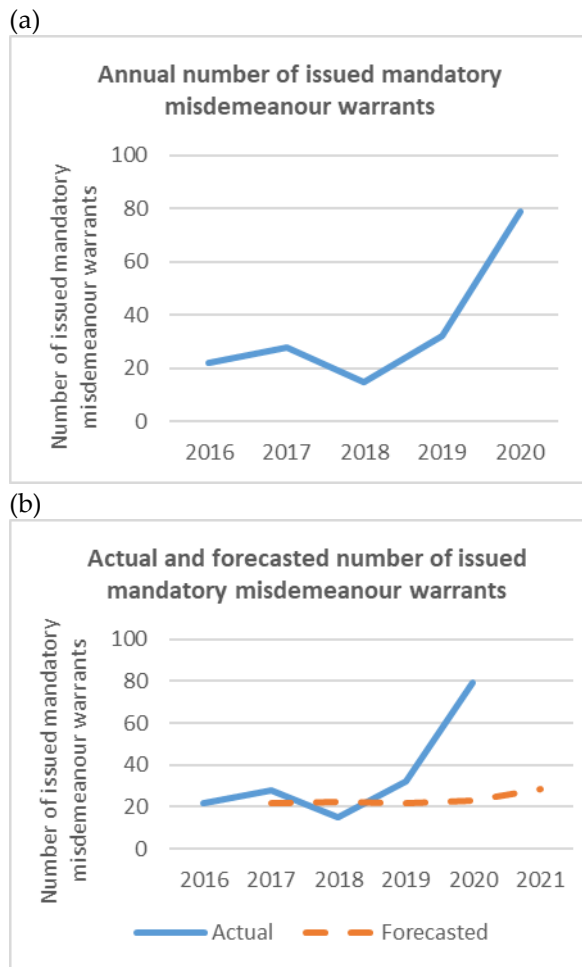 (a)
Annual number of issued mandatory
misdemeanour warrants
Number of issued mandatory
misdemeanour warrants
100
80
60
40
20
0
2016 2017 2018 2019 2020
(b)
Actual and forecasted number of issued
mandatory misdemeanour warrants
Number of issued mandatory
misdemeanour warrants
100
80
60
40
20
0
2016 2017 2018 2019 2020 2021
Actual Forecasted